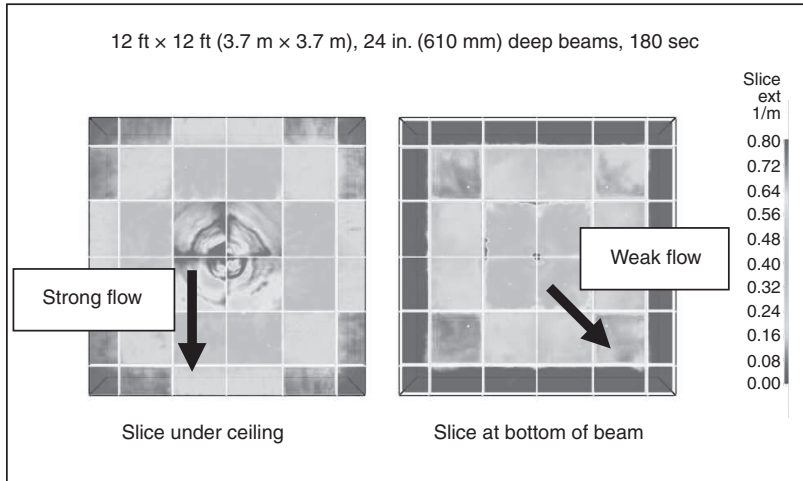 12 ft × 12 ft (3.7 m × 3.7 m), 24 in. (610 mm) deep beams, 180 sec
Slice
ext
1/m
0.80
0.72
0.64
0.56
0.48
0.40
0.32
0.24
0.16
0.08
0.00
Strong flow
Weak flow
Slice under ceiling
Slice at bottom of beam